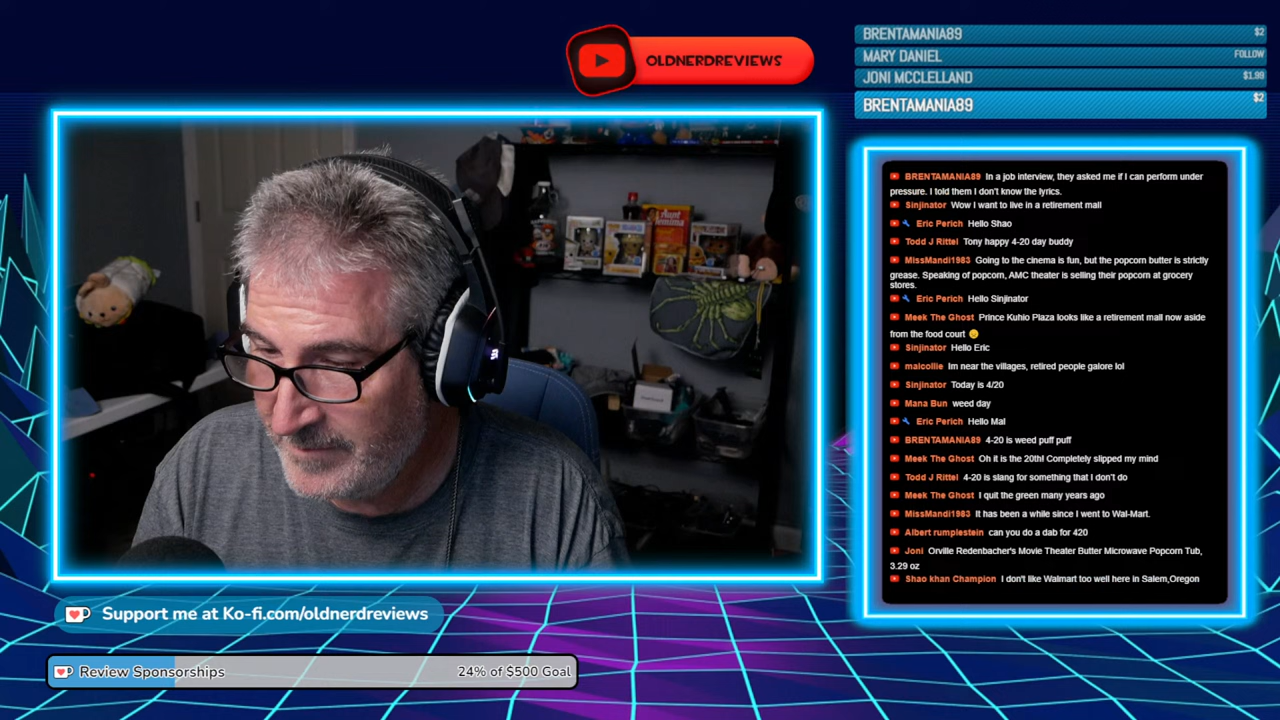 OLDNERDREVIEWS
BRENTAMANIA89 $2
MARY DANIEL FOLLOW
JONI MCCLELLAND $1.99
BRENTAMANIA89 $2
BRENTAMANIA89 In a job interview, they asked me if I can perform under
pressure. I told them I don't know the lyrics.
Sinjinator Wow I want to live in a retirement mall
Eric Perich Hello Shao
Todd J Rittel Tony happy 4-20 day buddy
MissMandi1983 Going to the cinema is fun, but the popcorn butter is strictly
grease. Speaking of popcorn, AMC theater is selling their popcorn at grocery
stores.
Eric Perich Hello Sinjinator
Meek The Ghost Prince Kuhio Plaza looks like a retirement mall now aside
from the food court 😔
Sinjinator Hello Eric
malcollie Im near the villages, retired people galore lol
Sinjinator Today is 4/20
Mana Bun weed day
Eric Perich Hello Mal
BRENTAMANIA89 4-20 is weed puff puff
Meek The Ghost Oh it is the 20th! Completely slipped my mind
Todd J Rittel 4-20 is slang for something that I don't do
Meek The Ghost I quit the green many years ago
MissMandi1983 It has been a while since I went to Wal-Mart.
Albert rumplestein can you do a dab for 420
Joni Orville Redenbacher's Movie Theater Butter Microwave Popcorn Tub,
3.29 oz
Shao khan Champion I don't like Walmart too well here in Salem,Oregon
Aunt
Jemima
Support me at Ko-fi.com/oldnerdreviews
Review Sponsorships 24% of $500 Goal